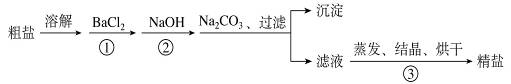 粗盐 溶解 BaCl₂ ① NaOH ② Na₂CO₃、过滤 沉淀
滤液 蒸发、结晶、烘干 ③ 精盐